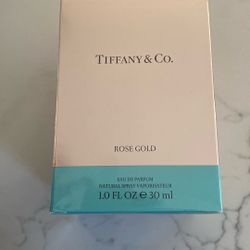 TIFFANY & CO.
ROSE GOLD
EAU DE PARFUM
NATURAL SPRAY VAPORISATEUR
1.0 FL OZ e 30 ml